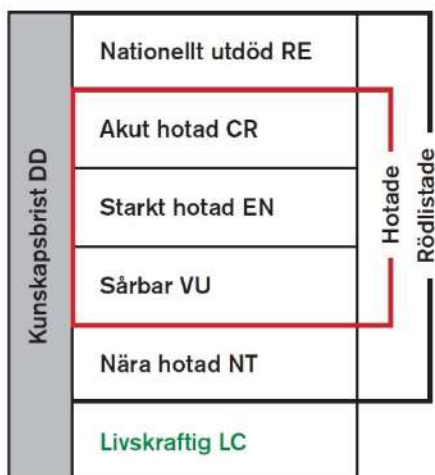 Kunskapsbrist DD
Nationellt utdöd RE
Akut hotad CR
Starkt hotad EN
Sårbar VU
Nära hotad NT
Livskraftig LC
Hotade
Rödlistade